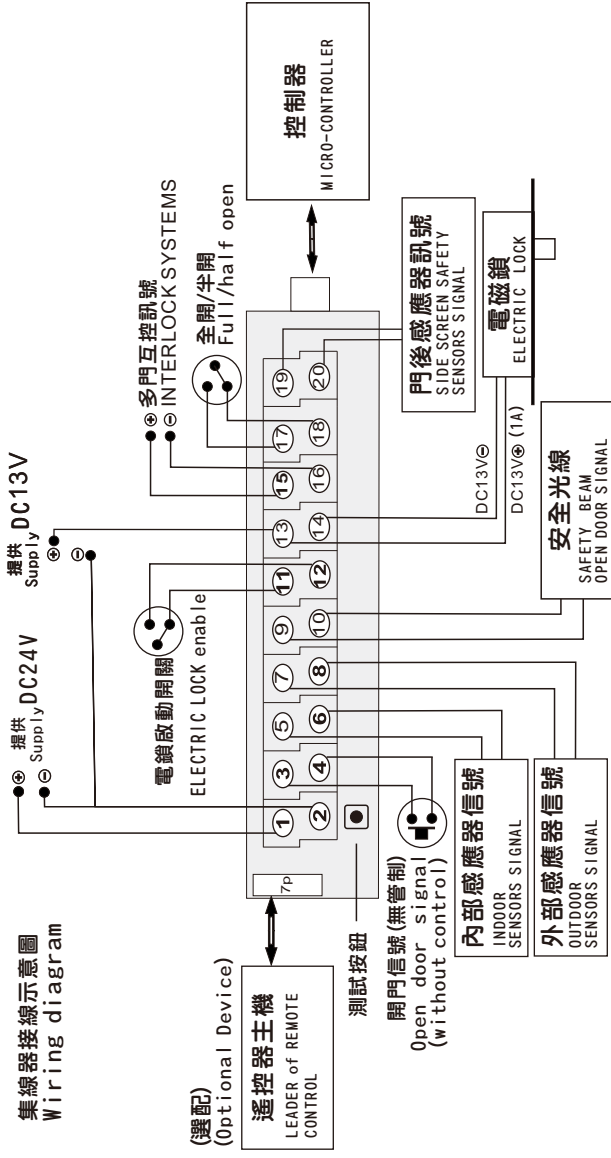 集線器接線示意圖
Wiring diagram
提供
Supply DC24V
⊕
⊖
提供
Supply DC13V
⊕
⊖
電鎖啟動開關
ELECTRIC LOCK enable
⊕ 多門互控訊號
⊖ INTERLOCK SYSTEMS
全開/半開
Full/half open
(選配)
(Optional Device)
遙控器主機
LEADER of REMOTE
CONTROL
7p
1 3 5 7 9 11 13 15 17 19
2 4 6 8 10 12 14 16 18 20
控制器
MICRO-CONTROLLER
測試按鈕
開門信號(無管制)
Open door signal
(without control)
內部感應器信號
INDOOR
SENSORS SIGNAL
外部感應器信號
OUTDOOR
SENSORS SIGNAL
安全光線
SAFETY BEAM
OPEN DOOR SIGNAL
DC13V⊖
DC13V⊕ (1A)
門後感應器訊號
SIDE SCREEN SAFETY
SENSORS SIGNAL
電磁鎖
ELECTRIC LOCK